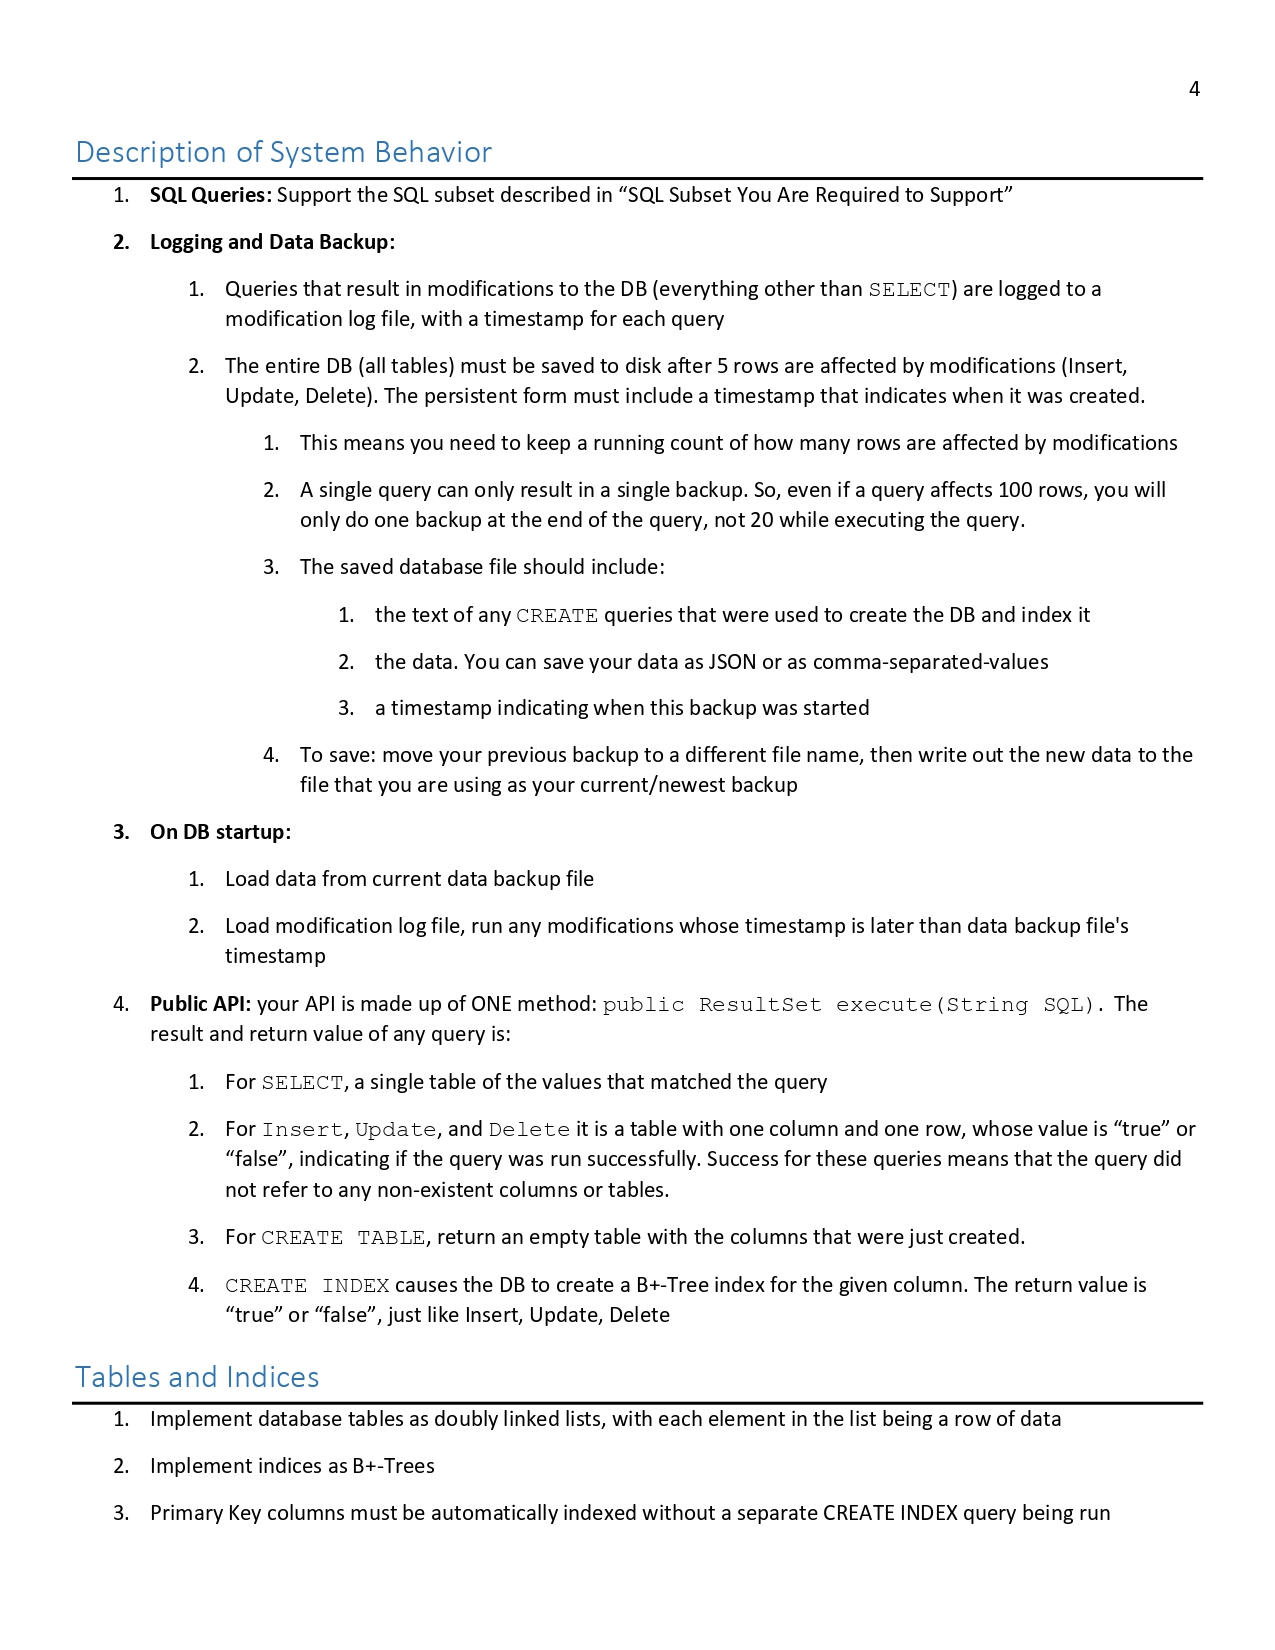 4
Description of System Behavior
1. SQL Queries: Support the SQL subset described in “SQL Subset You Are Required to Support”
2. Logging and Data Backup:
1. Queries that result in modifications to the DB (everything other than SELECT) are logged to a
modification log file, with a timestamp for each query
2. The entire DB (all tables) must be saved to disk after 5 rows are affected by modifications (Insert,
Update, Delete). The persistent form must include a timestamp that indicates when it was created.
1. This means you need to keep a running count of how many rows are affected by modifications
2. A single query can only result in a single backup. So, even if a query affects 100 rows, you will
only do one backup at the end of the query, not 20 while executing the query.
3. The saved database file should include:
1. the text of any CREATE queries that were used to create the DB and index it
2. the data. You can save your data as JSON or as comma-separated-values
3. a timestamp indicating when this backup was started
4. To save: move your previous backup to a different file name, then write out the new data to the
file that you are using as your current/newest backup
3. On DB startup:
1. Load data from current data backup file
2. Load modification log file, run any modifications whose timestamp is later than data backup file's
timestamp
4. Public API: your API is made up of ONE method: public ResultSet execute(String SQL). The
result and return value of any query is:
1. For SELECT, a single table of the values that matched the query
2. For Insert, Update, and Delete it is a table with one column and one row, whose value is “true” or
“false”, indicating if the query was run successfully. Success for these queries means that the query did
not refer to any non-existent columns or tables.
3. For CREATE TABLE, return an empty table with the columns that were just created.
4. CREATE INDEX causes the DB to create a B+-Tree index for the given column. The return value is
“true” or “false”, just like Insert, Update, Delete
Tables and Indices
1. Implement database tables as doubly linked lists, with each element in the list being a row of data
2. Implement indices as B+-Trees
3. Primary Key columns must be automatically indexed without a separate CREATE INDEX query being run